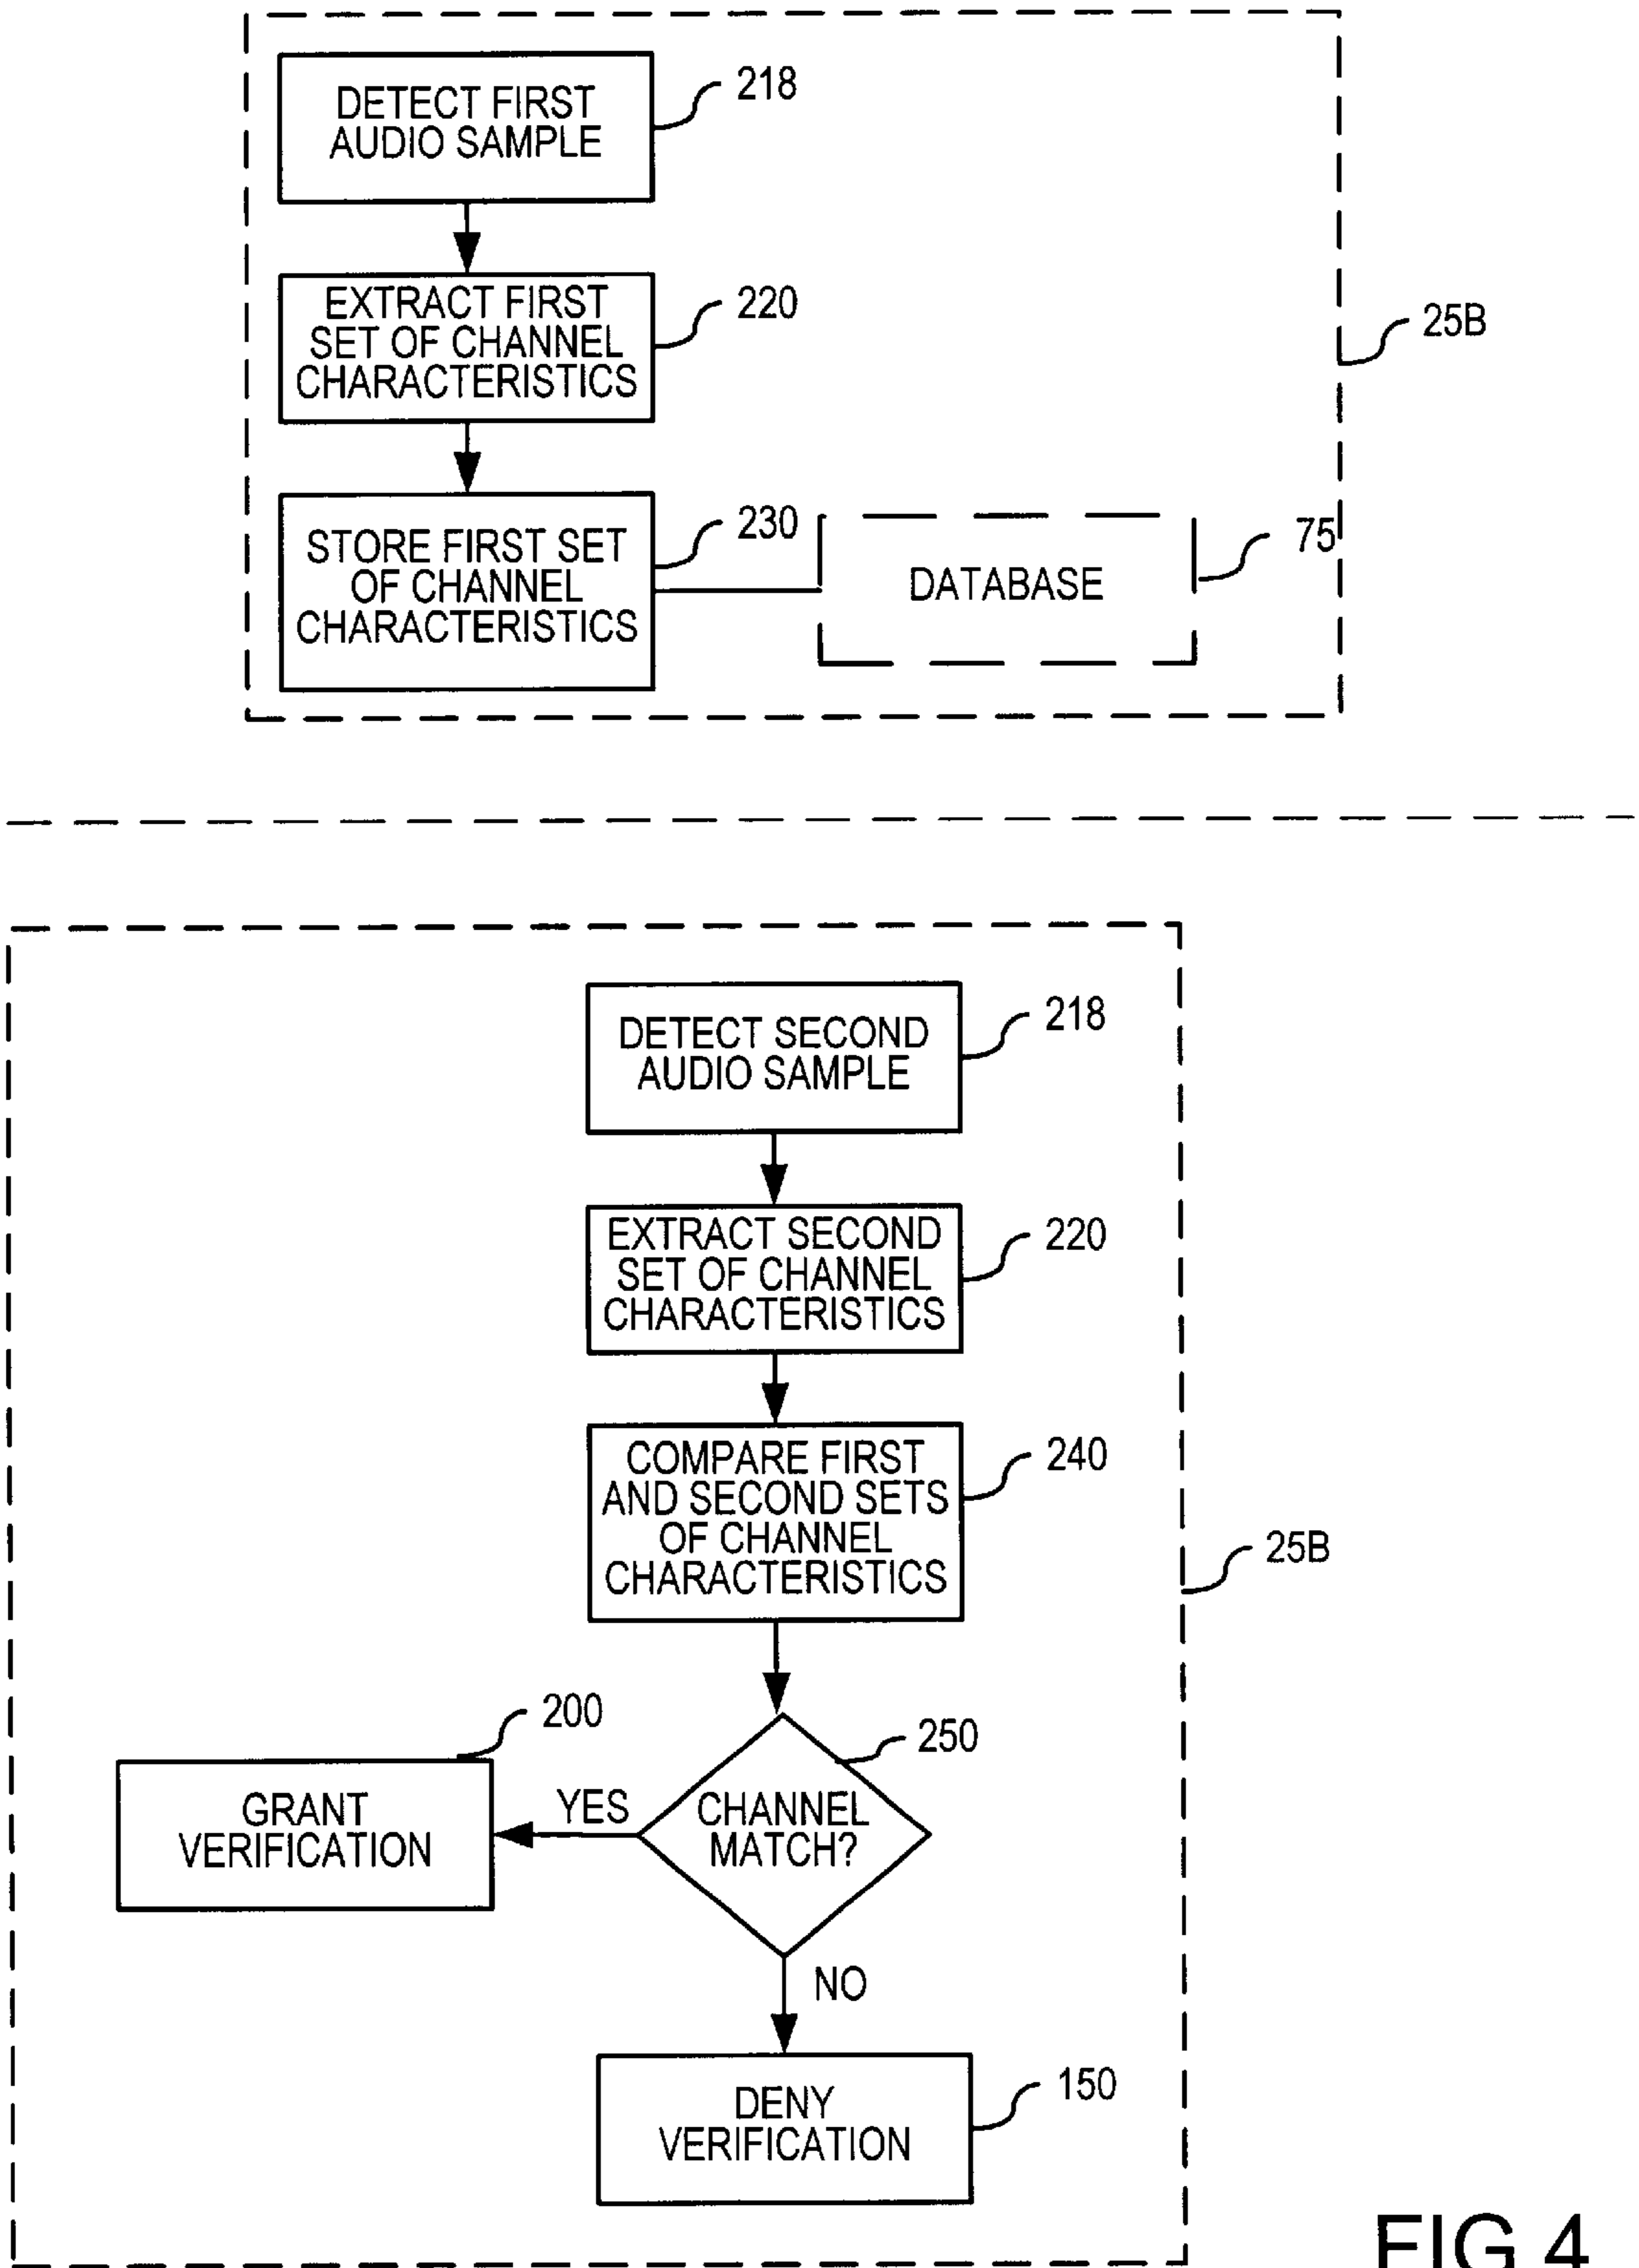 DETECT FIRST
AUDIO SAMPLE
218
EXTRACT FIRST
SET OF CHANNEL
CHARACTERISTICS
220
25B
STORE FIRST SET
OF CHANNEL
CHARACTERISTICS
230
DATABASE
75
DETECT SECOND
AUDIO SAMPLE
218
EXTRACT SECOND
SET OF CHANNEL
CHARACTERISTICS
220
COMPARE FIRST
AND SECOND SETS
OF CHANNEL
CHARACTERISTICS
240
25B
200
GRANT
VERIFICATION
YES
CHANNEL
MATCH?
250
NO
DENY
VERIFICATION
150
FIG 4